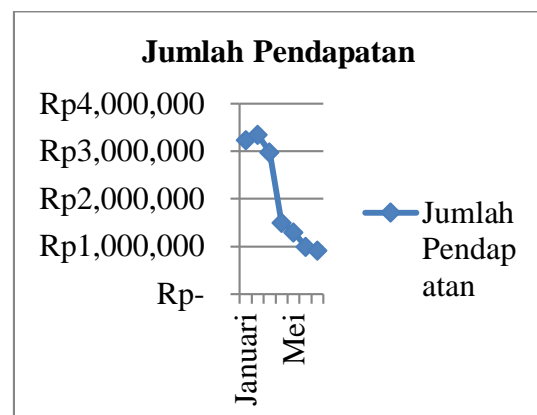 Jumlah Pendapatan
Rp4,000,000
Rp3,000,000
Rp2,000,000
Rp1,000,000
Rp-
Januari
Mei
Jumlah
Pendap
atan